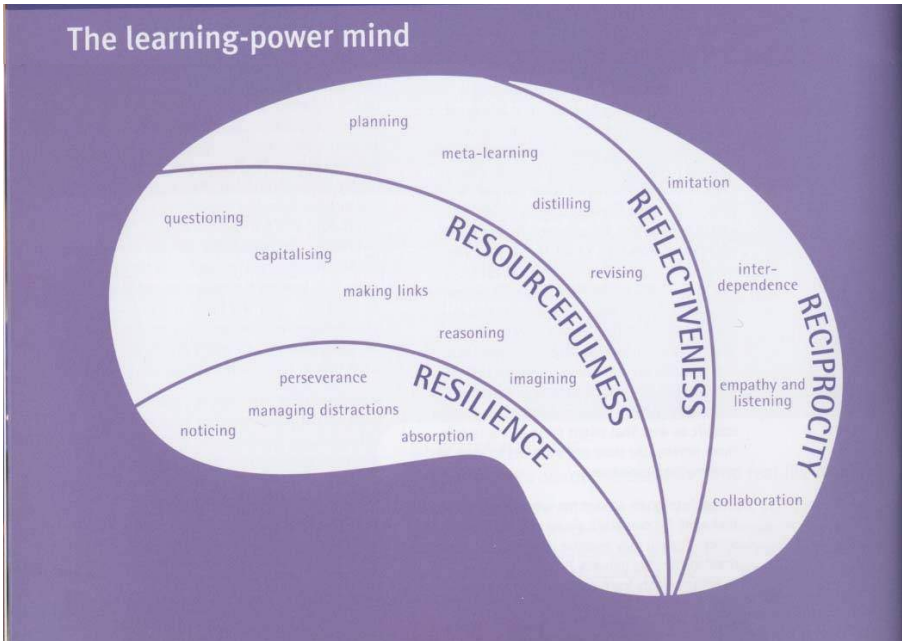 The learning-power mind
planning
meta-learning
distilling
revising
REFLECTIVENESS
imitation
inter-
dependence
empathy and
listening
collaboration
RECIPROCITY
questioning
capitalising
making links
reasoning
imagining
RESOURCEFULNESS
perseverance
managing distractions
noticing
absorption
RESILIENCE